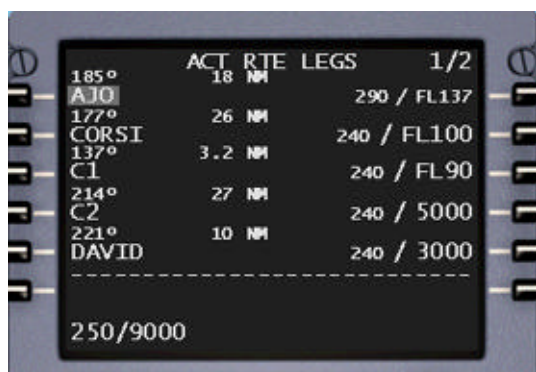 ACT RTE LEGS 1/2
185° 18 NM
AJO 290 / FL137
177° 26 NM
CORSI 240 / FL100
137° 3.2 NM
C1 240 / FL90
214° 27 NM
C2 240 / 5000
221° 10 NM
DAVID 240 / 3000
--------------------------------
250/9000